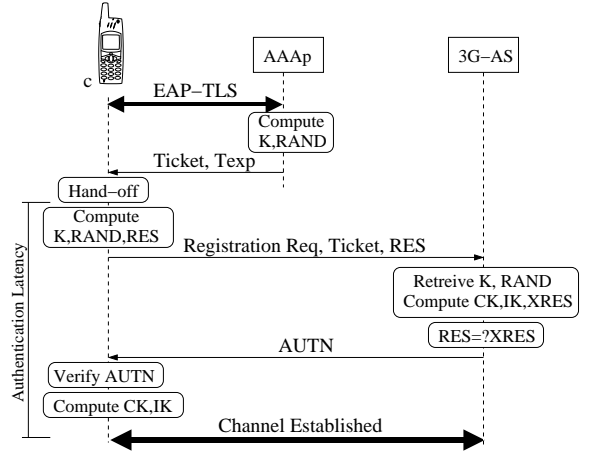 AAAp
3G−AS
c
EAP−TLS
Compute
K,RAND
Ticket, Texp
Hand−off
Compute
K,RAND,RES
Registration Req, Ticket, RES
Retreive K, RAND
Compute CK,IK,XRES
RES=?XRES
AUTN
Verify AUTN
Compute CK,IK
Channel Established
Authentication Latency